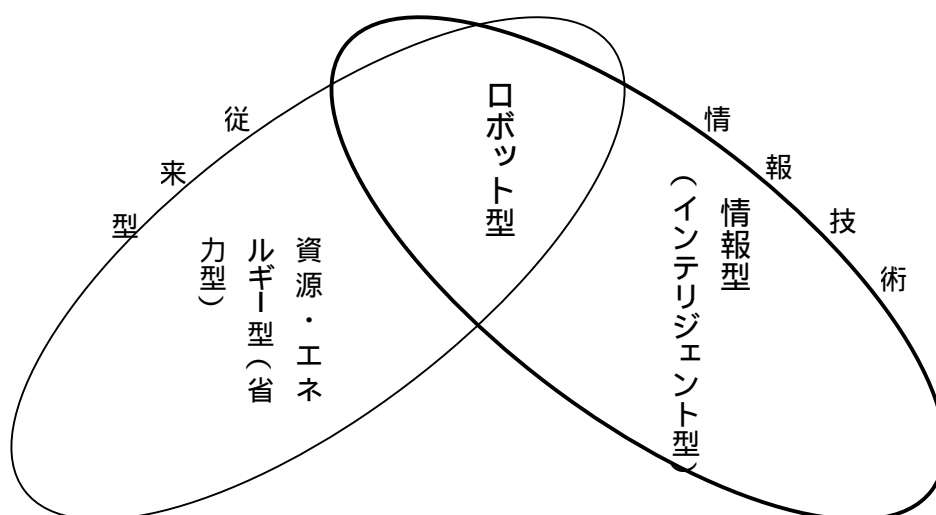 従来型
資源・エネ
ルギー型（省
力型）
ロボット型
情報技術
情報型
（インテリジェント型）